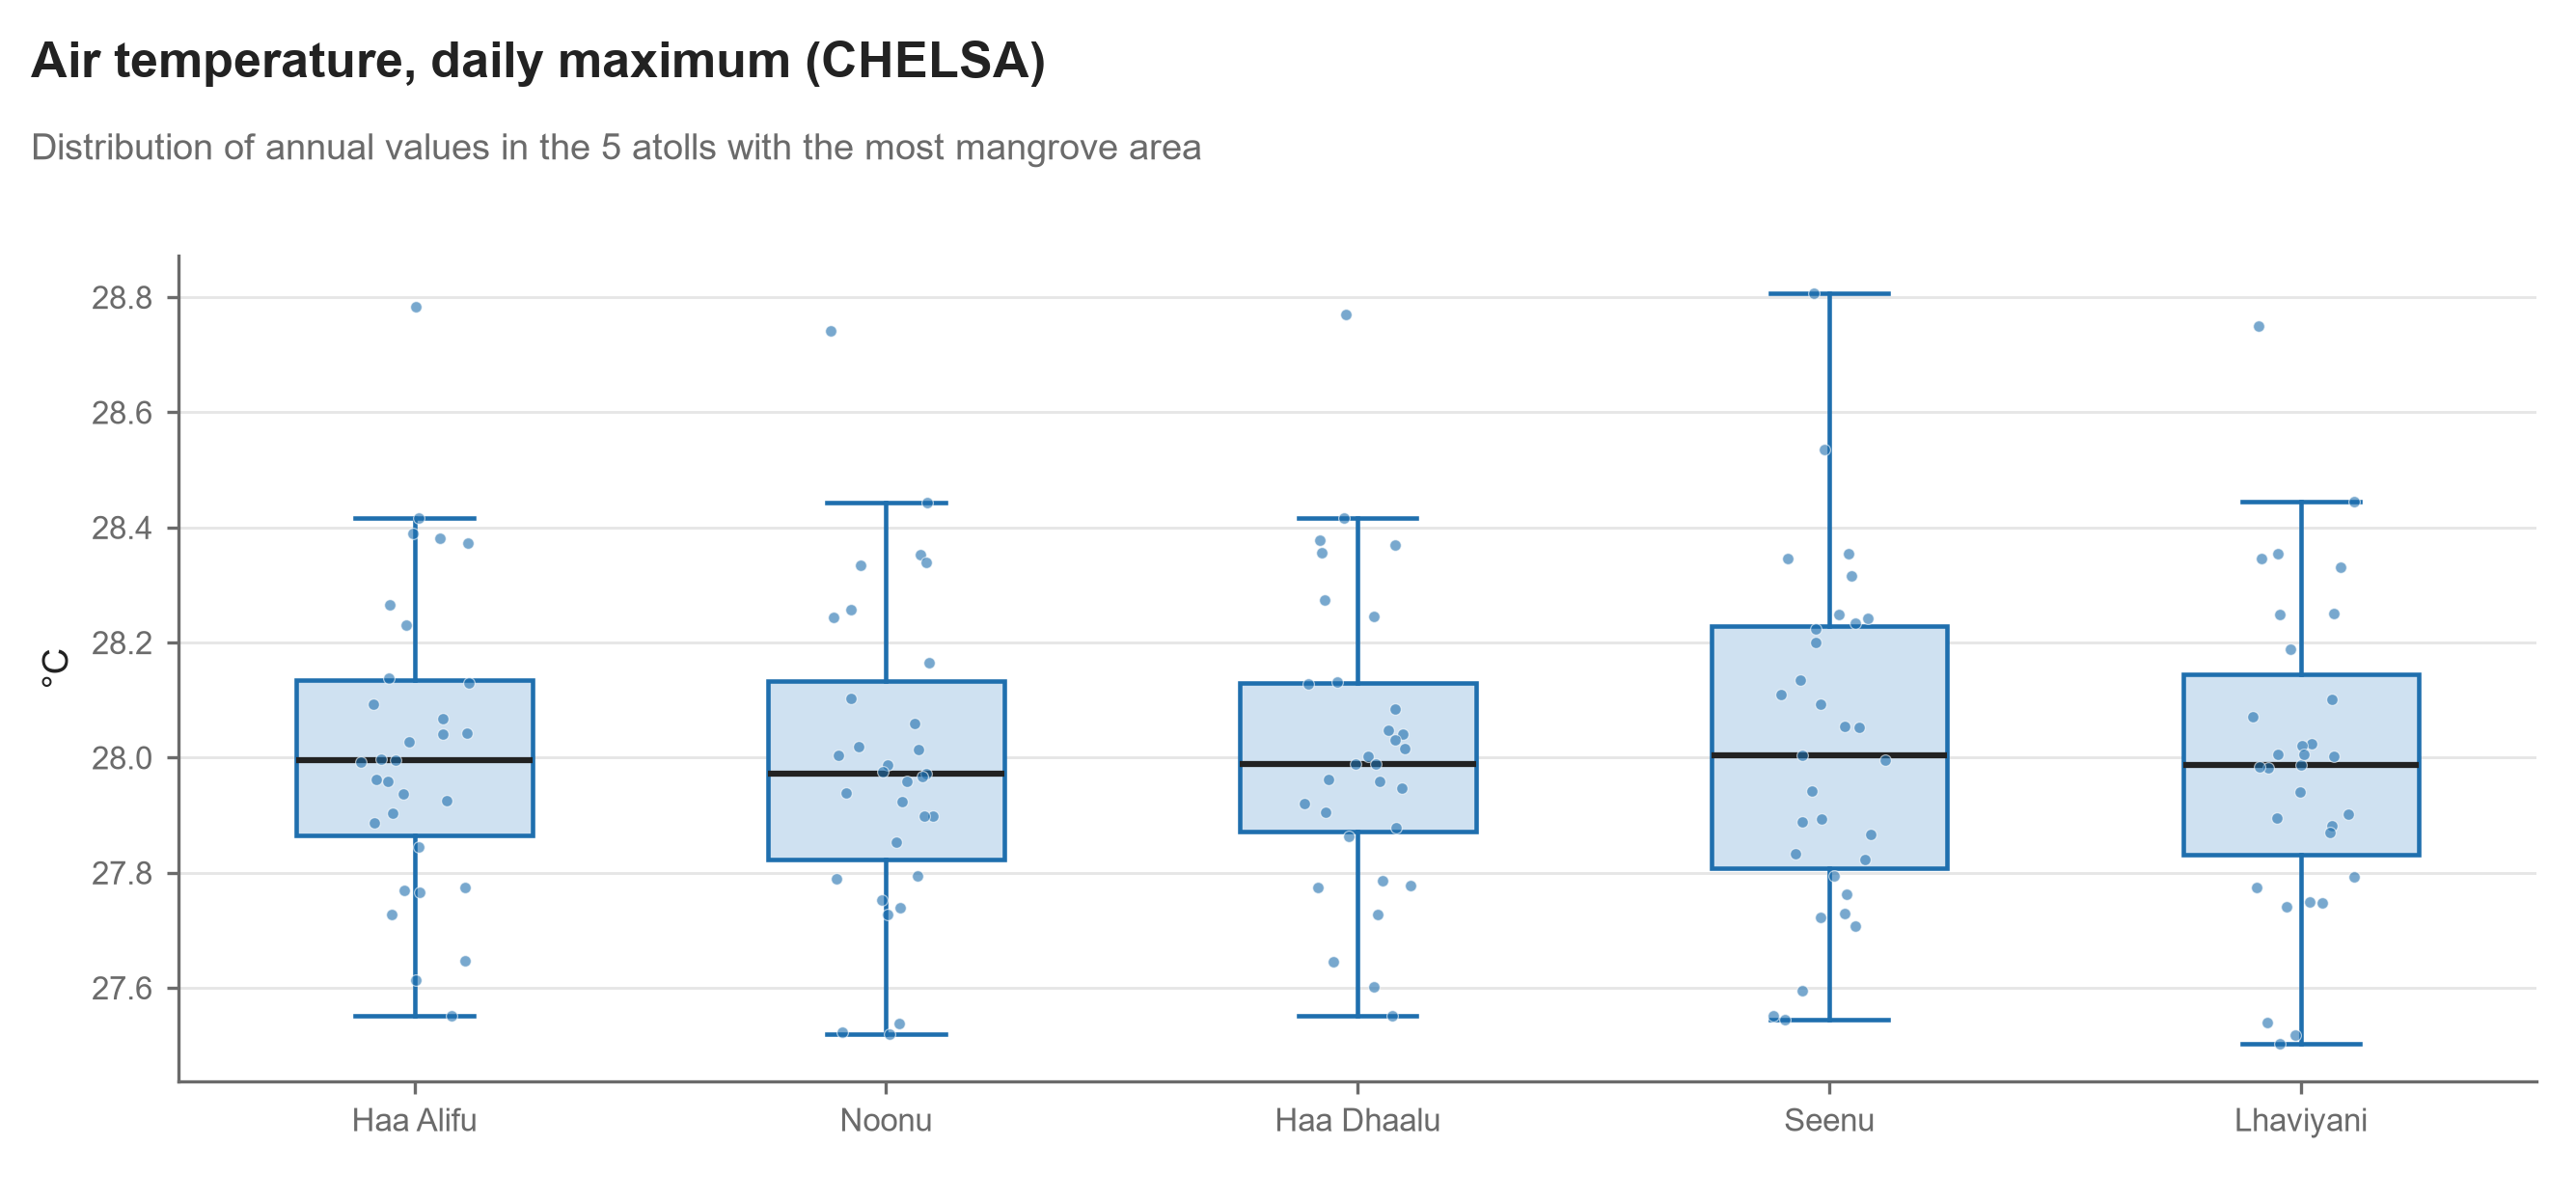 Air temperature, daily maximum (CHELSA)
Distribution of annual values in the 5 atolls with the most mangrove area
28.8
28.6
28.4
28.2
28.0
27.8
27.6
°C
Haa Alifu
Noonu
Haa Dhaalu
Seenu
Lhaviyani